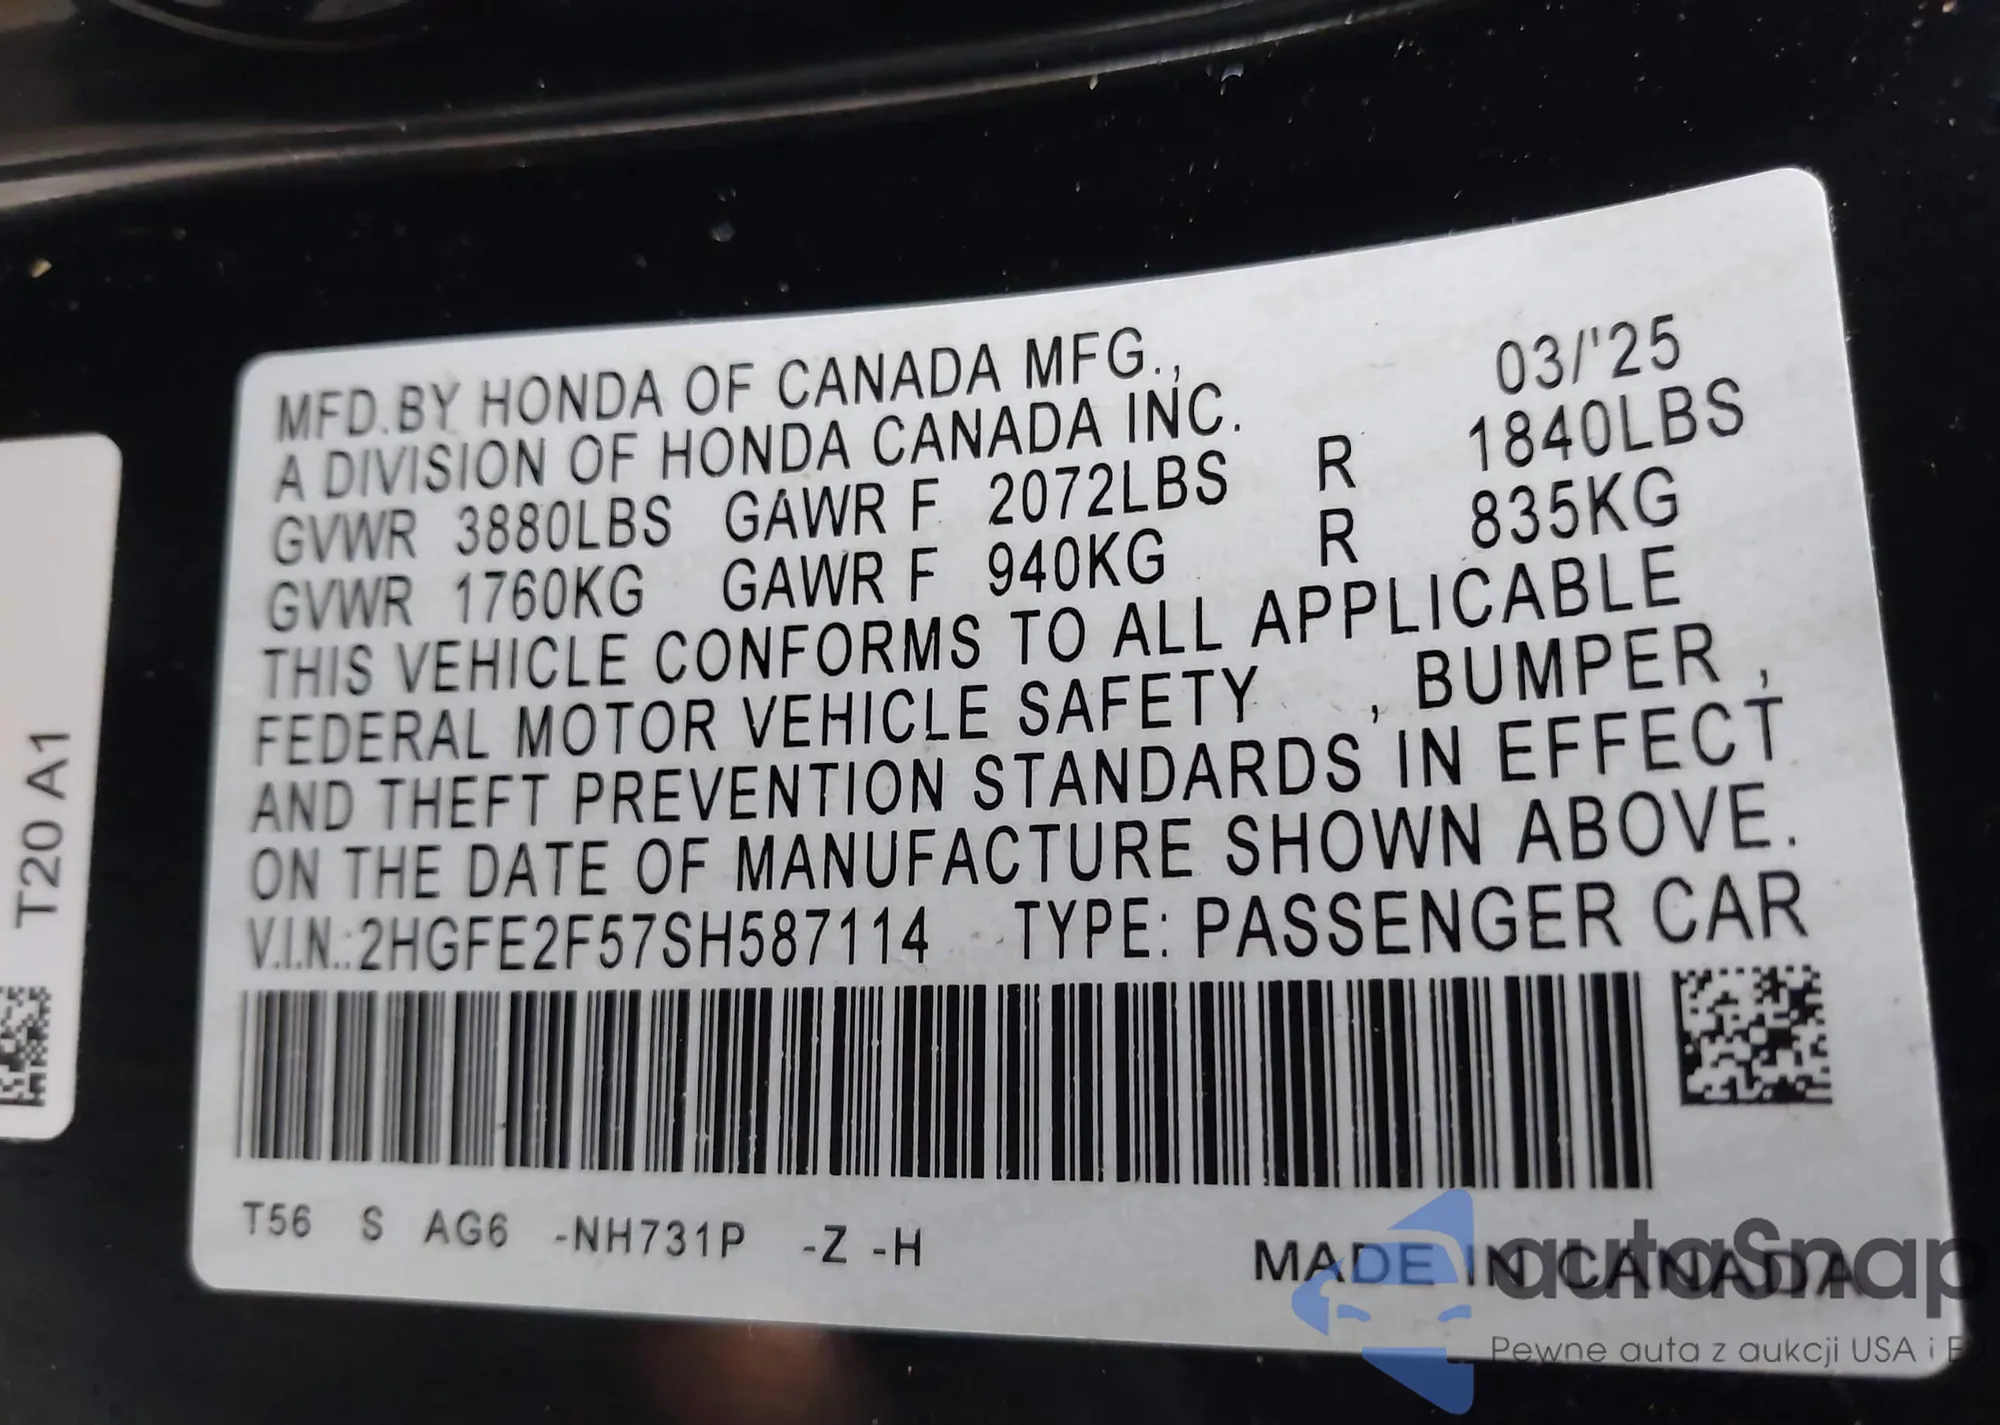 MFD.BY HONDA OF CANADA MFG., 03/'25
A DIVISION OF HONDA CANADA INC.
GVWR 3880LBS GAWR F 2072LBS R 1840LBS
GVWR 1760KG GAWR F 940KG R 835KG
THIS VEHICLE CONFORMS TO ALL APPLICABLE
FEDERAL MOTOR VEHICLE SAFETY , BUMPER ,
AND THEFT PREVENTION STANDARDS IN EFFECT
ON THE DATE OF MANUFACTURE SHOWN ABOVE.
V.I.N.:2HGFE2F57SH587114 TYPE: PASSENGER CAR
T56 S AG6 -NH731P -Z -H
MADE IN CANADA
T20 A1
autoSnap
Pewne auta z aukcji USA i